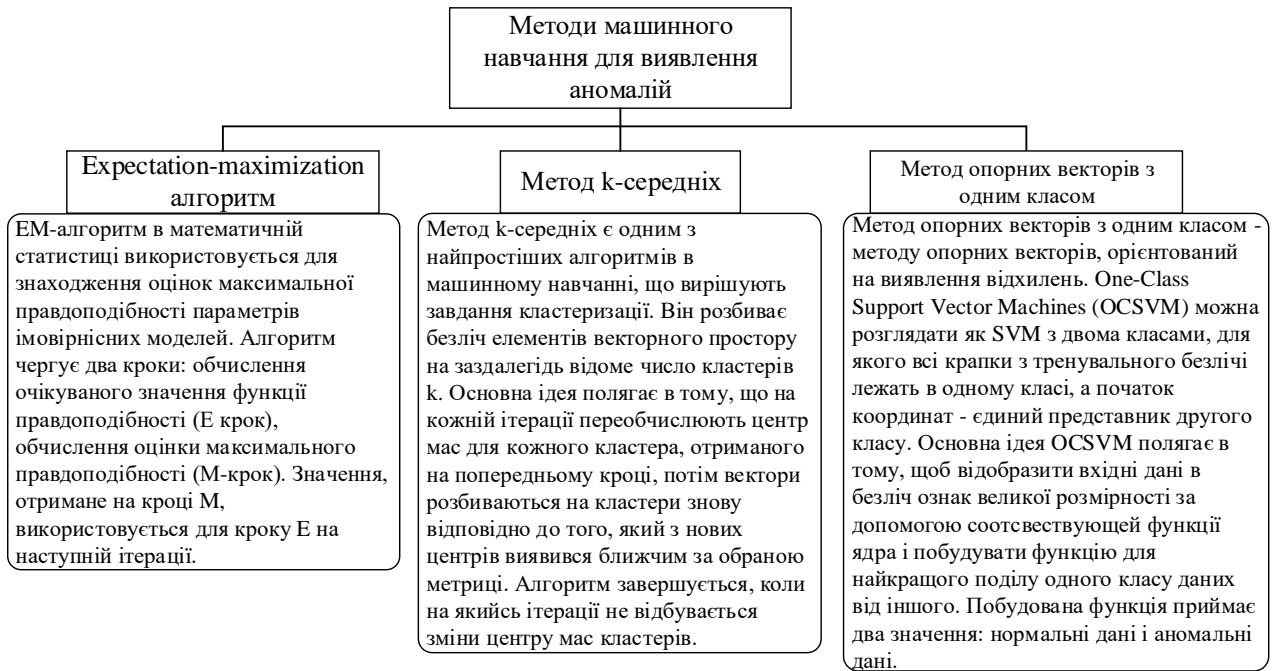 Методи машинного
навчання для виявлення
аномалій
Expectation-maximization
алгоритм
EM-алгоритм в математичній
статистиці використовується для
знаходження оцінок максимальної
правдоподібності параметрів
імовірнісних моделей. Алгоритм
чергує два кроки: обчислення
очікуваного значення функції
правдоподібності (E крок),
обчислення оцінки максимального
правдоподібності (M-крок). Значення,
отримане на кроці M,
використовується для кроку E на
наступній ітерації.
Метод k-середніх
Метод k-середніх є одним з
найпростіших алгоритмів в
машинному навчанні, що вирішують
завдання кластеризації. Він розбиває
безліч елементів векторного простору
на заздалегідь відоме число кластерів
k. Основна ідея полягає в тому, що на
кожній ітерації переобчислюють центр
мас для кожного кластера, отриманого
на попередньому кроці, потім вектори
розбиваються на кластери знову
відповідно до того, який з нових
центрів виявився ближчим за обраною
метриці. Алгоритм завершується, коли
на якийсь ітерації не відбувається
зміни центру мас кластерів.
Метод опорних векторів з
одним класом
Метод опорних векторів з одним класом -
методу опорних векторів, орієнтований
на виявлення відхилень. One-Class
Support Vector Machines (OCSVM) можна
розглядати як SVM з двома класами, для
якого всі крапки з тренувального безлічі
лежать в одному класі, а початок
координат - єдиний представник другого
класу. Основна ідея OCSVM полягає в
тому, щоб відобразити вхідні дані в
безліч ознак великої розмірності за
допомогою соотсвествующей функції
ядра і побудувати функцію для
найкращого поділу одного класу даних
від іншого. Побудована функція приймає
два значення: нормальні дані і аномальні
дані.